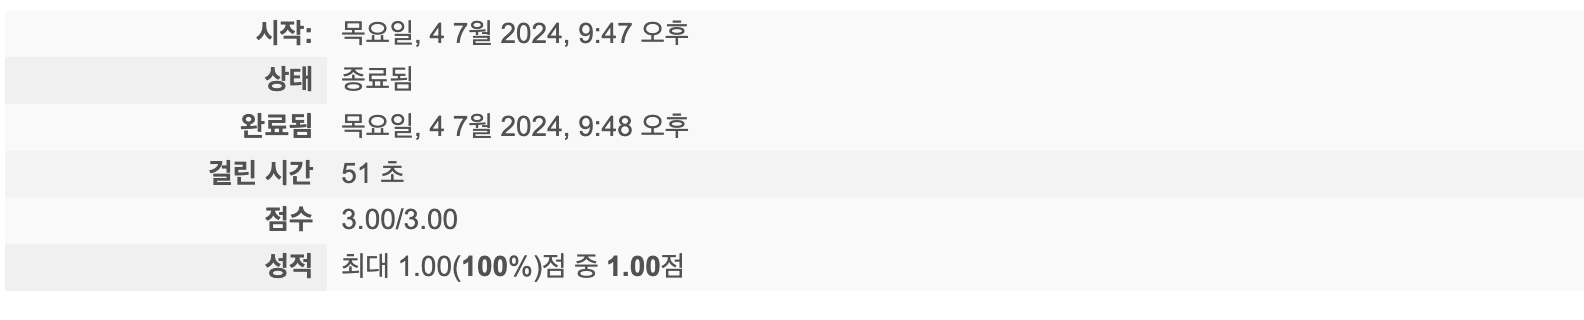 시작: 목요일, 4 7월 2024, 9:47 오후
상태 종료됨
완료됨 목요일, 4 7월 2024, 9:48 오후
걸린 시간 51 초
점수 3.00/3.00
성적 최대 1.00(100%)점 중 1.00점